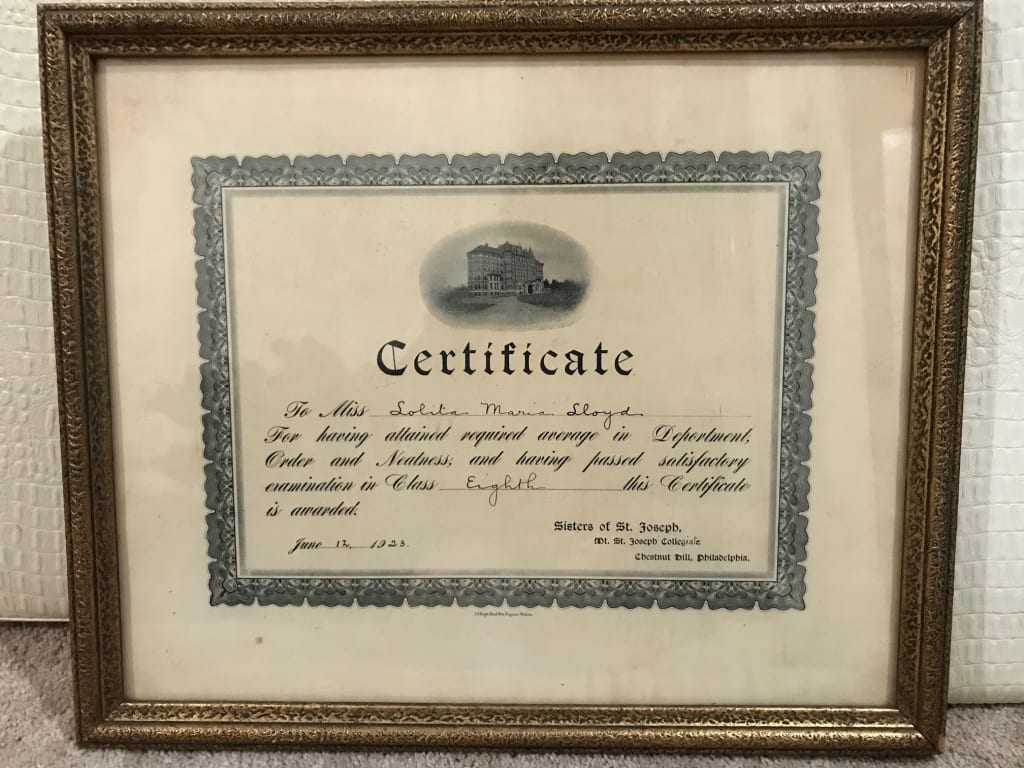 Certificate
To Miss Lolita Maria Lloyd
For having attained required average in Deportment,
Order and Neatness; and having passed satisfactory
examination in Class Eighth this Certificate
is awarded.
Sisters of St. Joseph,
June 12, 1923.
Mt. St. Joseph Collegiate
Chestnut Hill, Philadelphia.